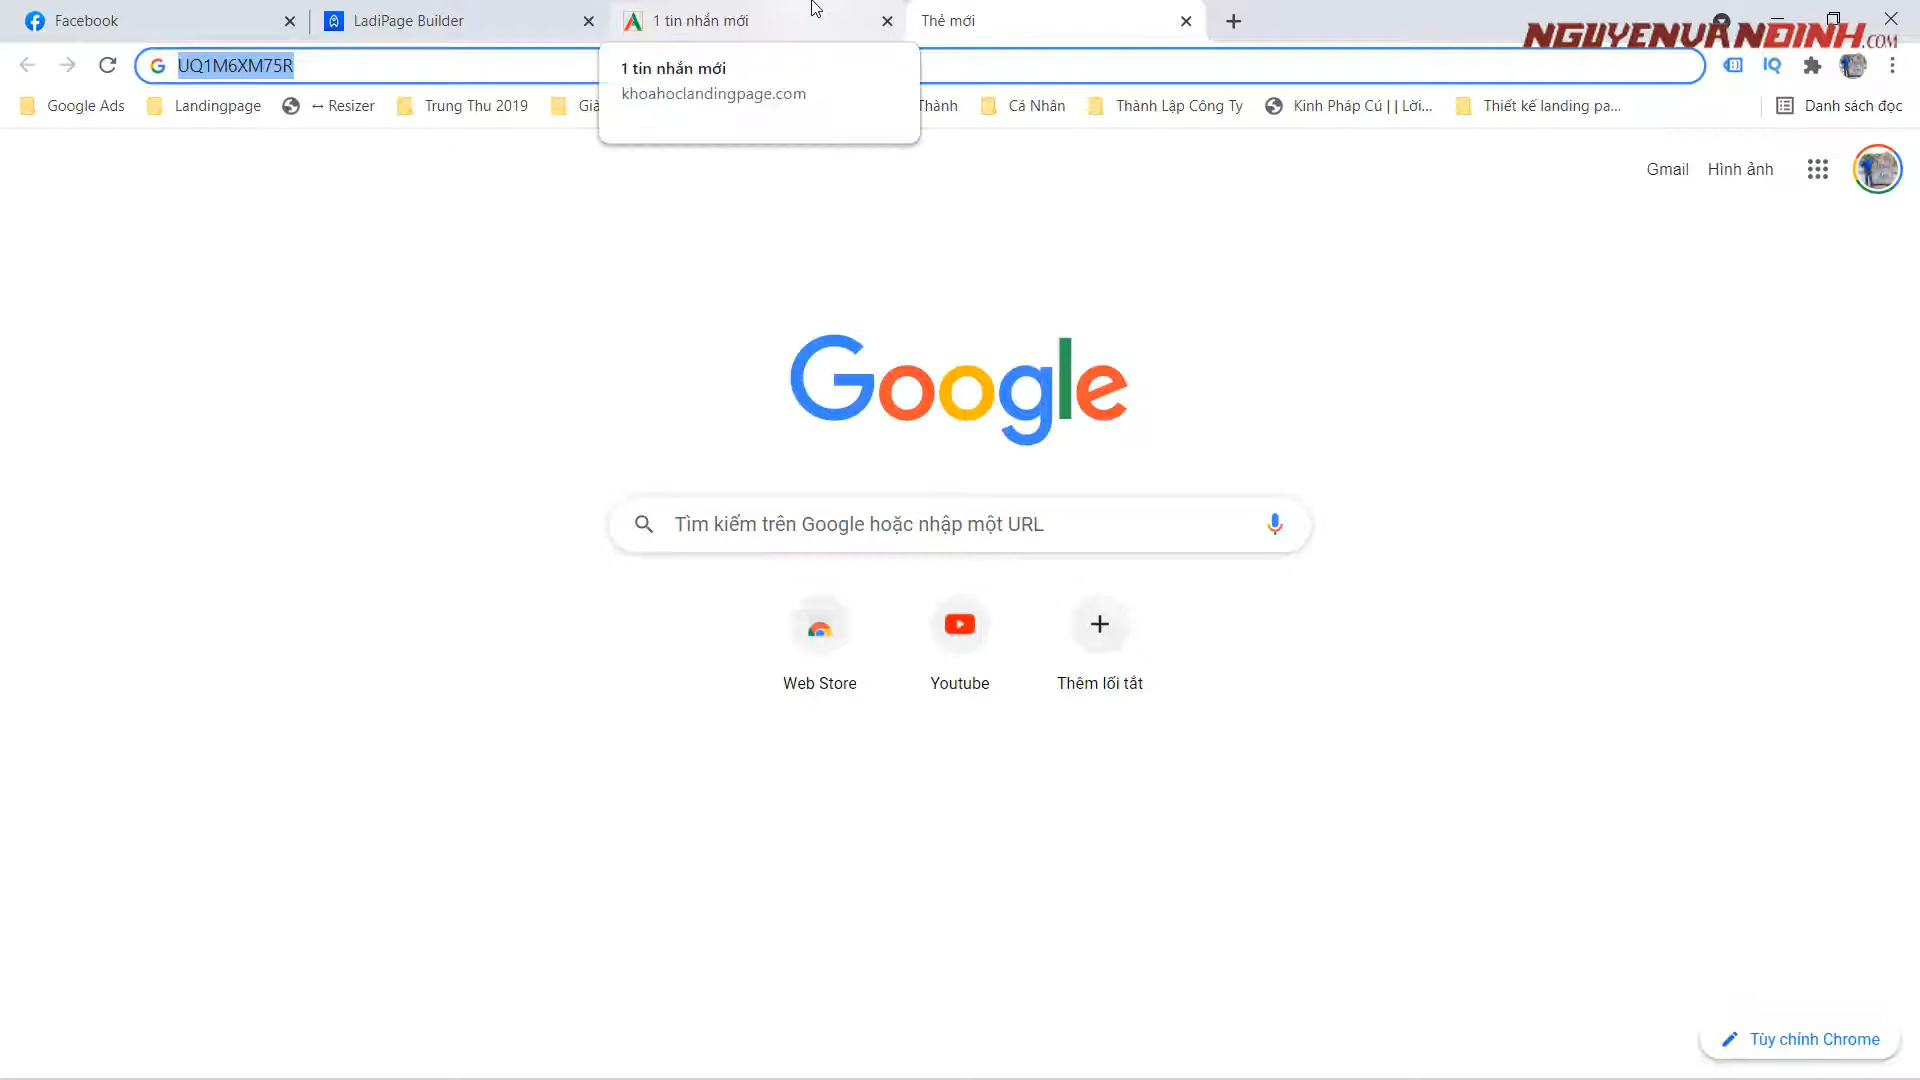 Facebook
LadiPage Builder
1 tin nhắn mới
Thẻ mới
NGUYENVĂNĐINH.COM
UQ1M6XM75R
1 tin nhắn mới
khoahoclandingpage.com
Google Ads
Landingpage
↔ Resizer
Trung Thu 2019
Già
Thành
Cá Nhân
Thành Lập Công Ty
Kinh Pháp Cú | | Lời...
Thiết kế landing pa...
Danh sách đọc
Gmail
Hình ảnh
Google
Tìm kiếm trên Google hoặc nhập một URL
Web Store
Youtube
Thêm lối tắt
Tùy chỉnh Chrome